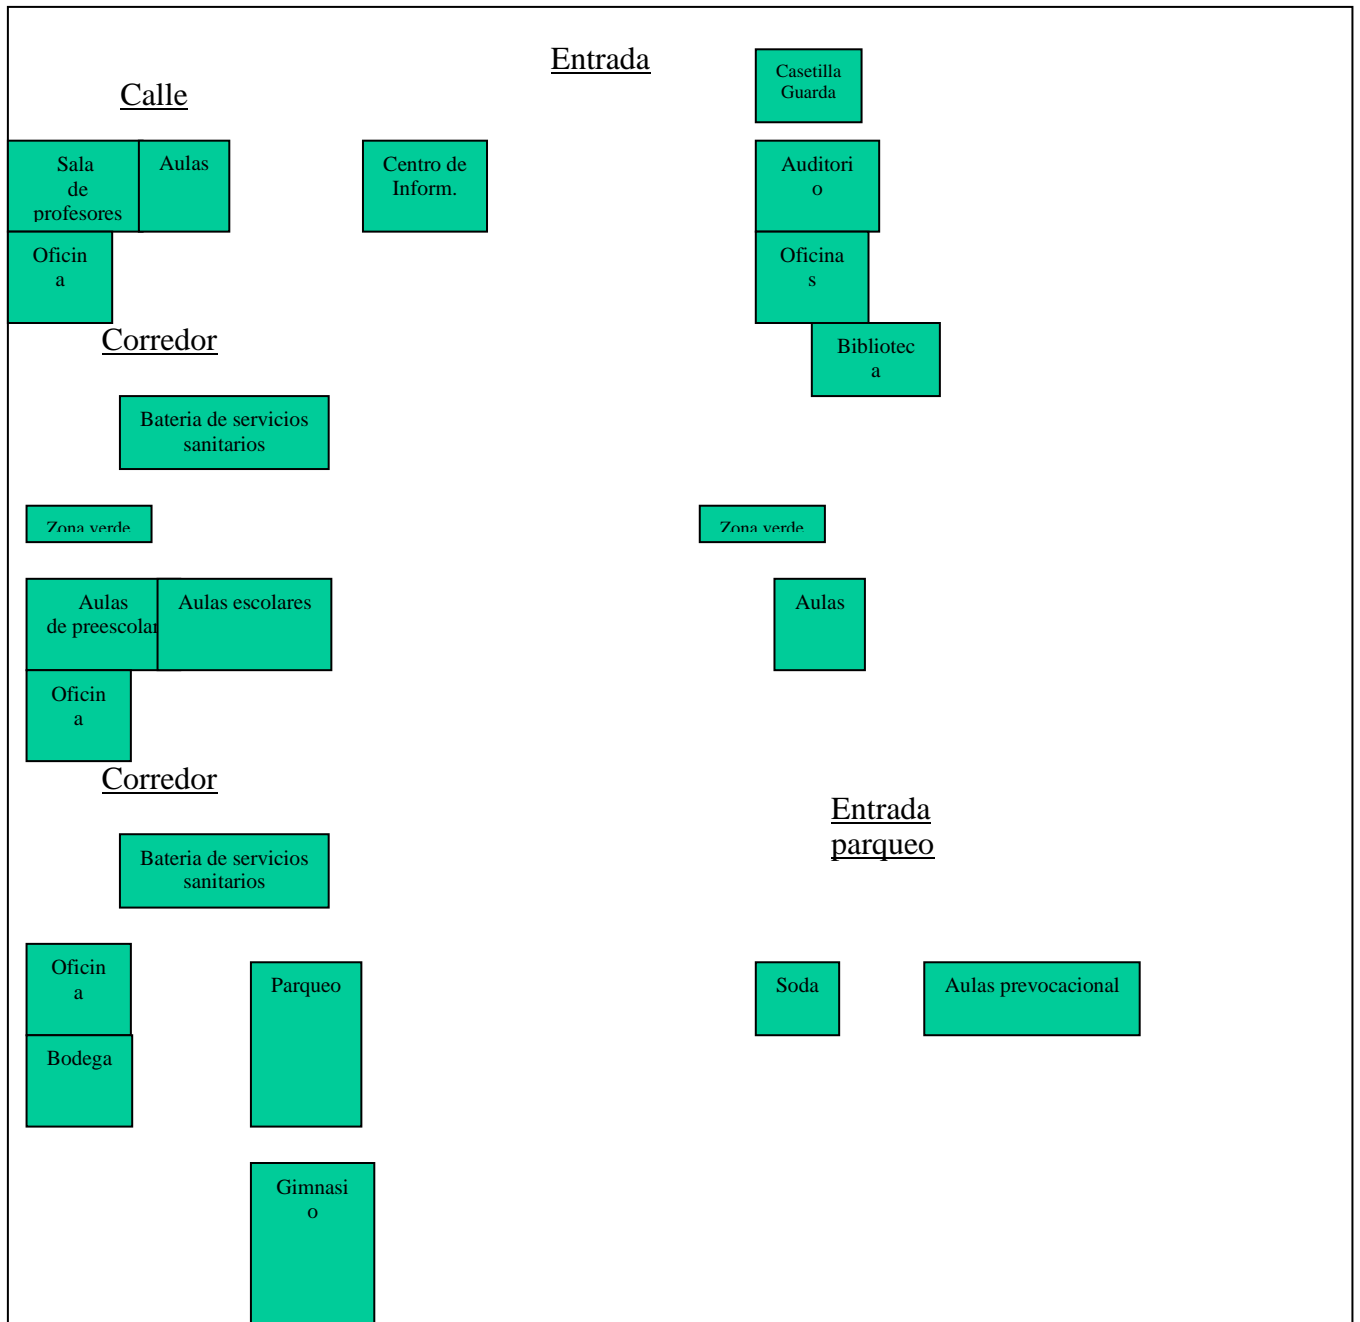 Entrada
Casetilla
Guarda
Calle
Sala
de
profesores
Aulas
Centro de
Inform.
Auditori
o
Oficin
a
Oficina
s
Corredor
Bibliotec
a
Bateria de servicios
sanitarios
Zona verde
Zona verde
Aulas
de preescolar
Aulas escolares
Aulas
Oficin
a
Corredor
Entrada
parqueo
Bateria de servicios
sanitarios
Oficin
a
Parqueo
Soda
Aulas prevocacional
Bodega
Gimnasi
o